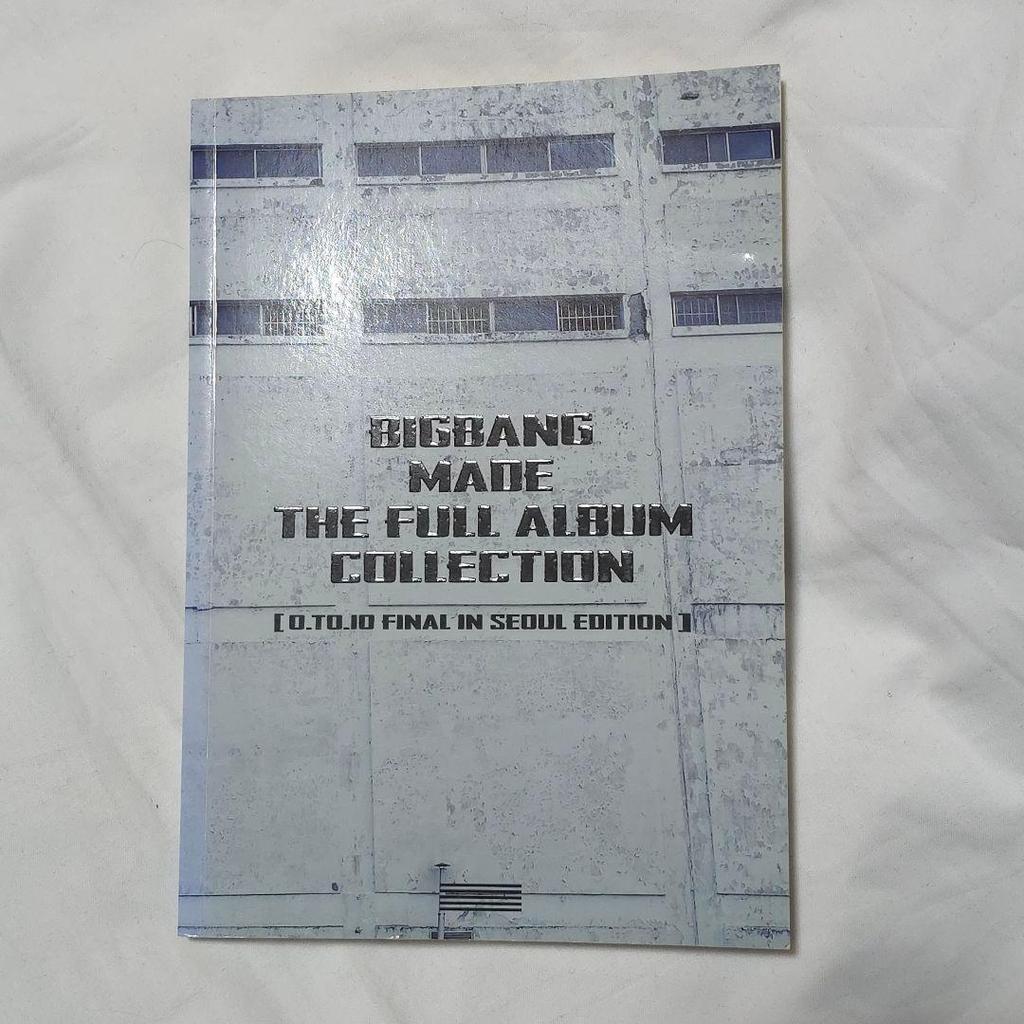 BIGBANG
MADE
THE FULL ALBUM
COLLECTION
[ 0.TO.10 FINAL IN SEOUL EDITION ]